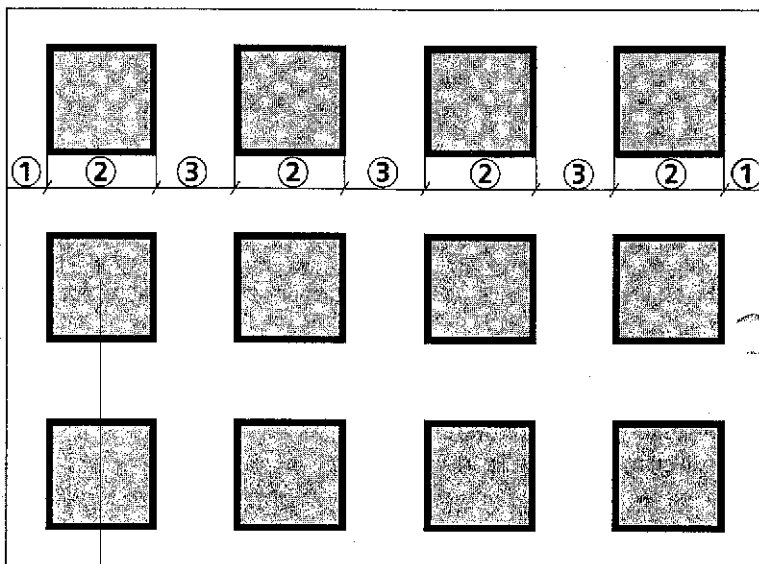 ① ② ③ ② ③ ② ③ ② ①